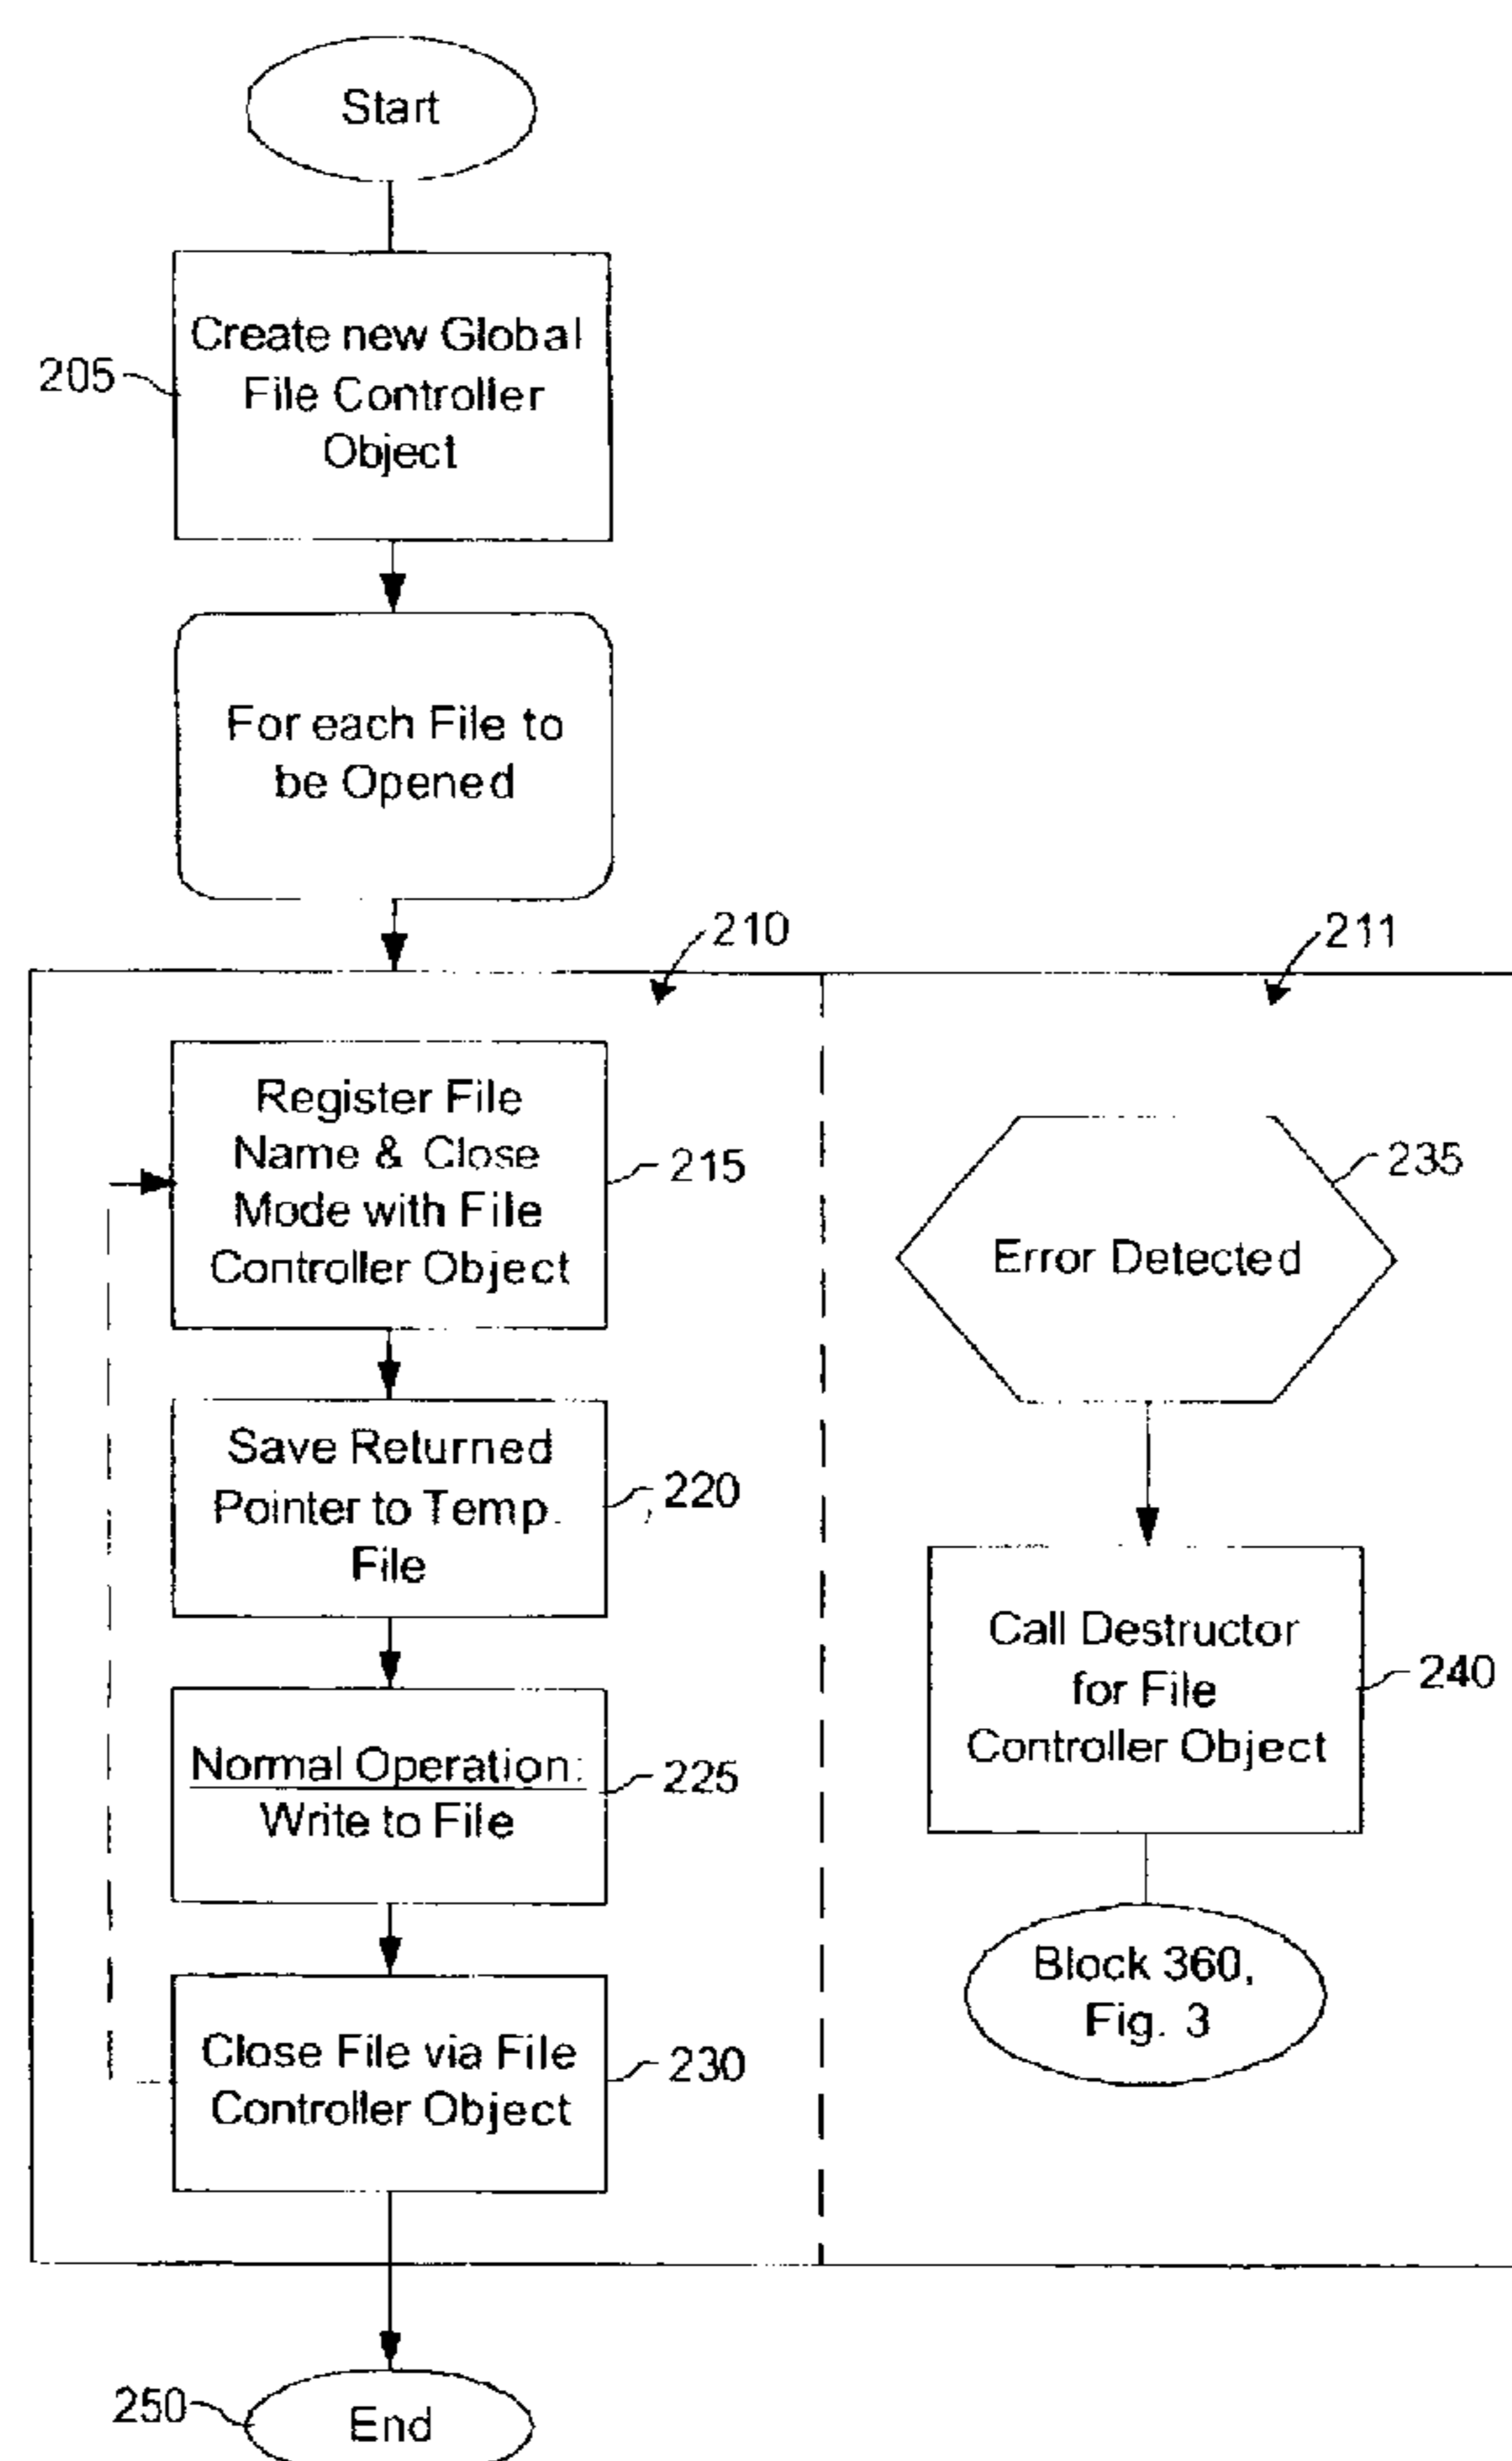 Start
205
Create new Global
File Controller
Object
For each File to
be Opened
210
211
Register File
Name & Close
Mode with File
Controller Object
215
Save Returned
Pointer to Temp.
File
220
Normal Operation:
Write to File
225
Close File via File
Controller Object
230
235
Error Detected
Call Destructor
for File
Controller Object
240
Block 360,
Fig. 3
250
End